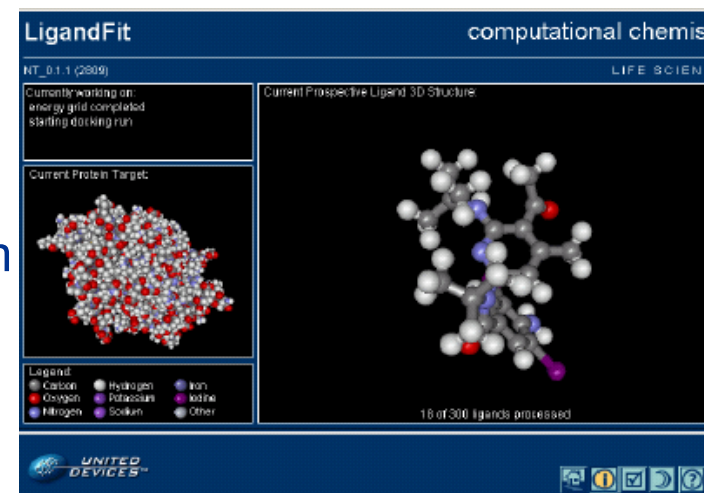 LigandFit
computational chemis
NT_0.1.1 (2809)
LIFE SCIEN
Currently working on:
energy grid completed
starting docking run
Current Prospective Ligand 3D Structure:
Current Protein Target:
n
Legend:
Carbon Hydrogen Iron
Oxygen Potassium Iodine
Nitrogen Sodium Other
18 of 300 ligands processed
UNITED
DEVICES™